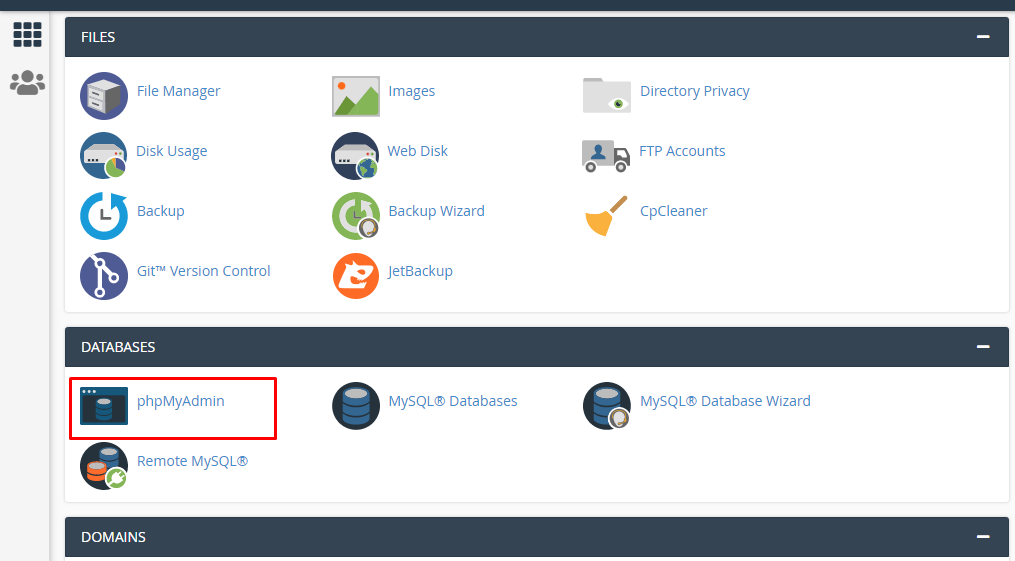 FILES
File Manager
Images
Directory Privacy
Disk Usage
Web Disk
FTP Accounts
Backup
Backup Wizard
CpCleaner
Git™ Version Control
JetBackup
DATABASES
phpMyAdmin
MySQL® Databases
MySQL® Database Wizard
Remote MySQL®
DOMAINS